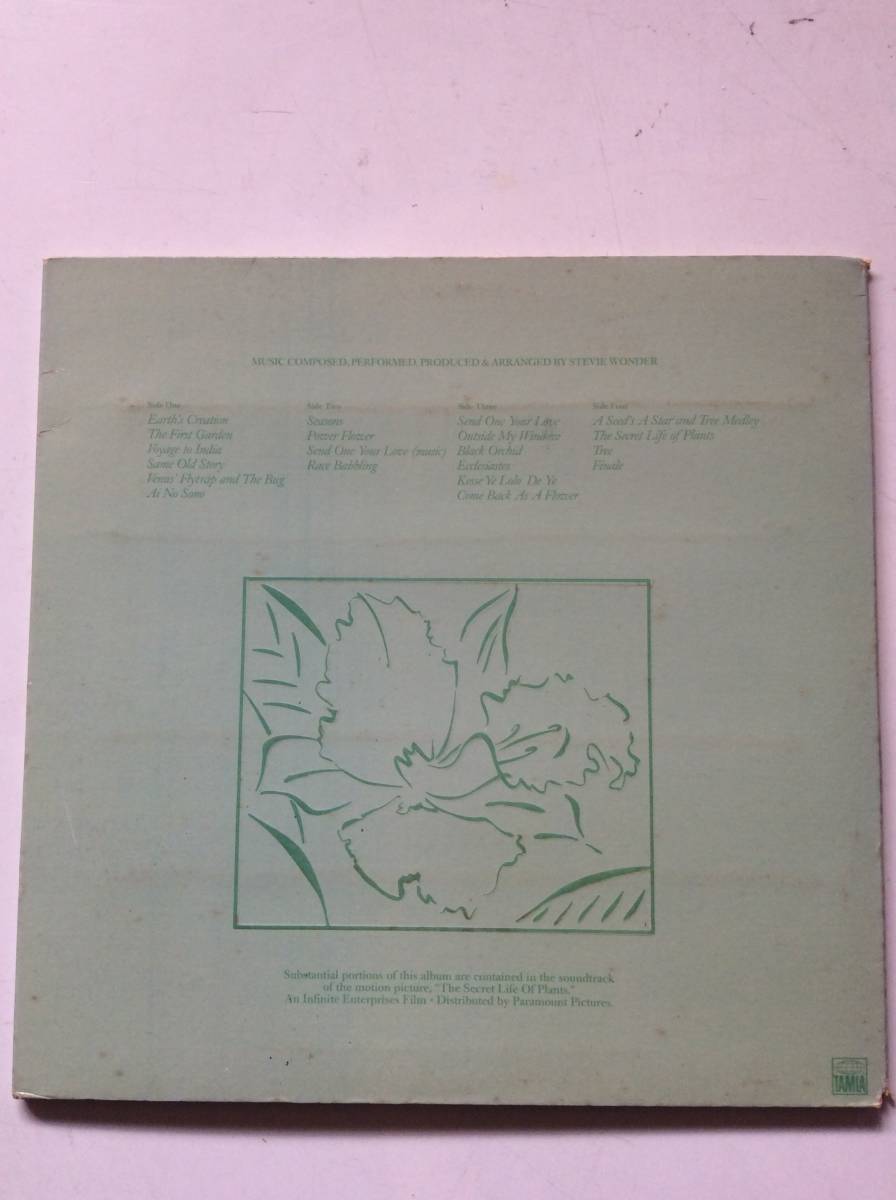 MUSIC COMPOSED, PERFORMED, PRODUCED & ARRANGED BY STEVIE WONDER
Side One
Earth's Creation
The First Garden
Voyage to India
Same Old Story
Venus' Flytrap and The Bug
Ai No Sono
Side Two
Seasons
Power Flower
Send One Your Love (music)
Race Babbling
Side Three
Send One Your Love
Outside My Window
Black Orchid
Ecclesiastes
Kesse Ye Lolo De Ye
Come Back As A Flower
Side Four
A Seed's A Star and Tree Medley
The Secret Life of Plants
Tree
Finale
Substantial portions of this album are contained in the soundtrack
of the motion picture, "The Secret Life Of Plants."
An Infinite Enterprises Film • Distributed by Paramount Pictures.
TAMLA